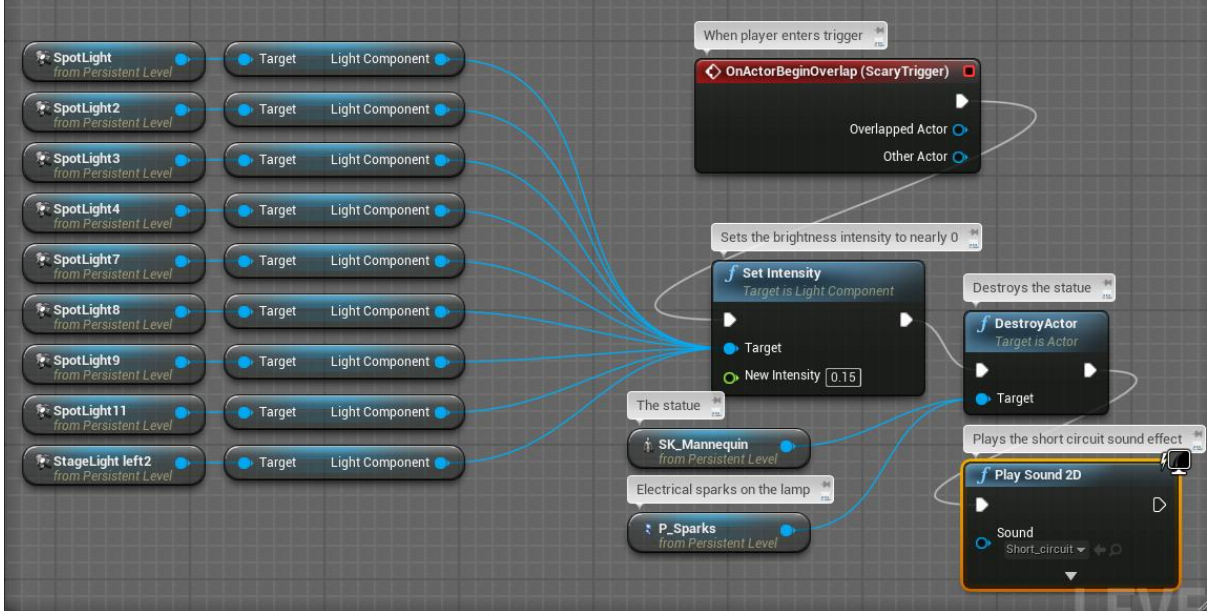 SpotLight
from Persistent Level
Target Light Component
SpotLight2
from Persistent Level
Target Light Component
SpotLight3
from Persistent Level
Target Light Component
SpotLight4
from Persistent Level
Target Light Component
SpotLight7
from Persistent Level
Target Light Component
SpotLight8
from Persistent Level
Target Light Component
SpotLight9
from Persistent Level
Target Light Component
SpotLight11
from Persistent Level
Target Light Component
StageLight left2
from Persistent Level
Target Light Component
When player enters trigger
OnActorBeginOverlap (ScaryTrigger)
Overlapped Actor
Other Actor
Sets the brightness intensity to nearly 0
f Set Intensity
Target is Light Component
Target
New Intensity 0.15
Destroys the statue
f DestroyActor
Target is Actor
Target
The statue
SK_Mannequin
from Persistent Level
Electrical sparks on the lamp
P_Sparks
from Persistent Level
Plays the short circuit sound effect
f Play Sound 2D
Sound
Short_circuit
LEVE